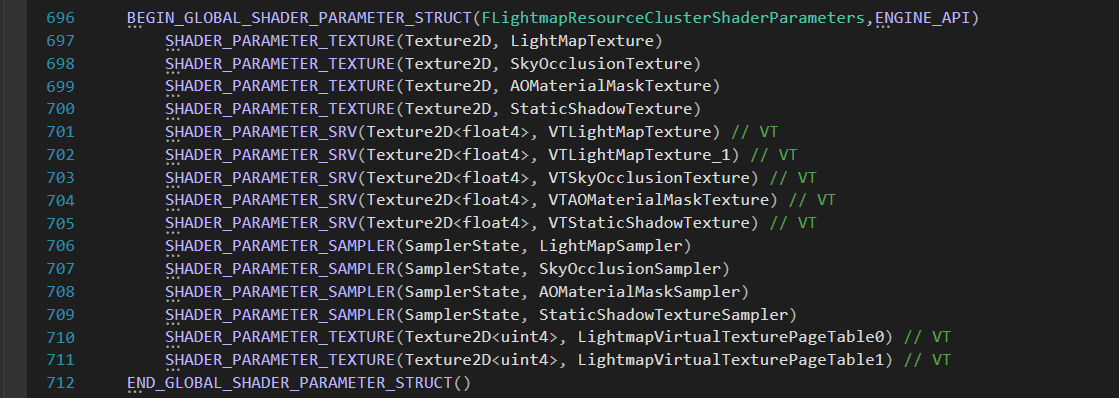 696 BEGIN_GLOBAL_SHADER_PARAMETER_STRUCT(FLightmapResourceClusterShaderParameters,ENGINE_API)
697 SHADER_PARAMETER_TEXTURE(Texture2D, LightMapTexture)
698 SHADER_PARAMETER_TEXTURE(Texture2D, SkyOcclusionTexture)
699 SHADER_PARAMETER_TEXTURE(Texture2D, AOMaterialMaskTexture)
700 SHADER_PARAMETER_TEXTURE(Texture2D, StaticShadowTexture)
701 SHADER_PARAMETER_SRV(Texture2D<float4>, VTLightMapTexture) // VT
702 SHADER_PARAMETER_SRV(Texture2D<float4>, VTLightMapTexture_1) // VT
703 SHADER_PARAMETER_SRV(Texture2D<float4>, VTSkyOcclusionTexture) // VT
704 SHADER_PARAMETER_SRV(Texture2D<float4>, VTAOMaterialMaskTexture) // VT
705 SHADER_PARAMETER_SRV(Texture2D<float4>, VTStaticShadowTexture) // VT
706 SHADER_PARAMETER_SAMPLER(SamplerState, LightMapSampler)
707 SHADER_PARAMETER_SAMPLER(SamplerState, SkyOcclusionSampler)
708 SHADER_PARAMETER_SAMPLER(SamplerState, AOMaterialMaskSampler)
709 SHADER_PARAMETER_SAMPLER(SamplerState, StaticShadowTextureSampler)
710 SHADER_PARAMETER_TEXTURE(Texture2D<uint4>, LightmapVirtualTexturePageTable0) // VT
711 SHADER_PARAMETER_TEXTURE(Texture2D<uint4>, LightmapVirtualTexturePageTable1) // VT
712 END_GLOBAL_SHADER_PARAMETER_STRUCT()